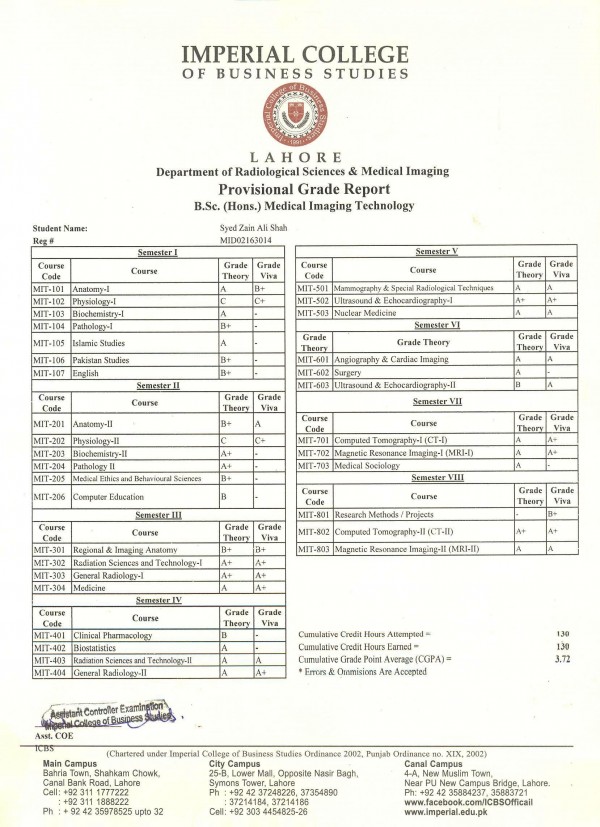 IMPERIAL COLLEGE
OF BUSINESS STUDIES
Imperial College of Business Studies
1991
LAHORE
Department of Radiological Sciences & Medical Imaging
Provisional Grade Report
B.Sc. (Hons.) Medical Imaging Technology
Student Name: Syed Zain Ali Shah
Reg # MID02163014
Semester I
Course Code Course Grade Theory Grade Viva
MIT-101 Anatomy-I A B+
MIT-102 Physiology-I C C+
MIT-103 Biochemistry-I A -
MIT-104 Pathology-I B+ -
MIT-105 Islamic Studies A -
MIT-106 Pakistan Studies B+ -
MIT-107 English B+ -
Semester II
Course Code Course Grade Theory Grade Viva
MIT-201 Anatomy-II B+ A
MIT-202 Physiology-II C C+
MIT-203 Biochemistry-II A+ -
MIT-204 Pathology II A+ -
MIT-205 Medical Ethics and Behavioural Sciences B+ -
MIT-206 Computer Education B -
Semester III
Course Code Course Grade Theory Grade Viva
MIT-301 Regional & Imaging Anatomy B+ B+
MIT-302 Radiation Sciences and Technology-I A+ A+
MIT-303 General Radiology-I A+ A+
MIT-304 Medicine A A+
Semester IV
Course Code Course Grade Theory Grade Viva
MIT-401 Clinical Pharmacology B -
MIT-402 Biostatistics A -
MIT-403 Radiation Sciences and Technology-II A A
MIT-404 General Radiology-II A A+
Semester V
Course Code Course Grade Theory Grade Viva
MIT-501 Mammography & Special Radiological Techniques A A
MIT-502 Ultrasound & Echocardiography-I A+ A+
MIT-503 Nuclear Medicine A A
Semester VI
Grade Theory Grade Theory Grade Theory Grade Viva
MIT-601 Angiography & Cardiac Imaging A A
MIT-602 Surgery A -
MIT-603 Ultrasound & Echocardiography-II B A
Semester VII
Course Code Course Grade Theory Grade Viva
MIT-701 Computed Tomography-I (CT-I) A A+
MIT-702 Magnetic Resonance Imaging-I (MRI-I) A A+
MIT-703 Medical Sociology A -
Semester VIII
Course Code Course Grade Theory Grade Viva
MIT-801 Research Methods / Projects - B+
MIT-802 Computed Tomography-II (CT-II) A+ A+
MIT-803 Magnetic Resonance Imaging-II (MRI-II) A A
Cumulative Credit Hours Attempted = 130
Cumulative Credit Hours Earned = 130
Cumulative Grade Point Average (CGPA) = 3.72
* Errors & Onmisions Are Accepted
Assistant Controller Examination
Imperial College of Business Studies
Asst. COE
ICBS
(Chartered under Imperial College of Business Studies Ordinance 2002, Punjab Ordinance no. XIX, 2002)
Main Campus
Bahria Town, Shahkam Chowk,
Canal Bank Road, Lahore
Cell: +92 311 1777222
: +92 311 1888222
Ph : + 92 42 35978525 upto 32
City Campus
25-B, Lower Mall, Opposite Nasir Bagh,
Symons Tower, Lahore
Ph : +92 42 37248226, 37354890
: 37214184, 37214186
Cell: +92 303 4454825-26
Canal Campus
4-A, New Muslim Town,
Near PU New Campus Bridge, Lahore.
Ph: +92 42 35884237, 35883721
www.facebook.com/ICBSOfficail
www.imperial.edu.pk